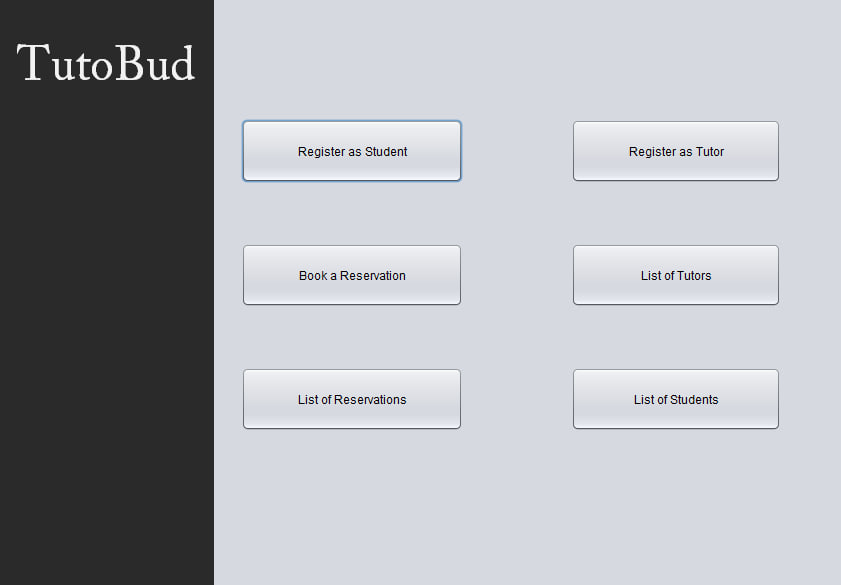 TutoBud
Register as Student
Register as Tutor
Book a Reservation
List of Tutors
List of Reservations
List of Students